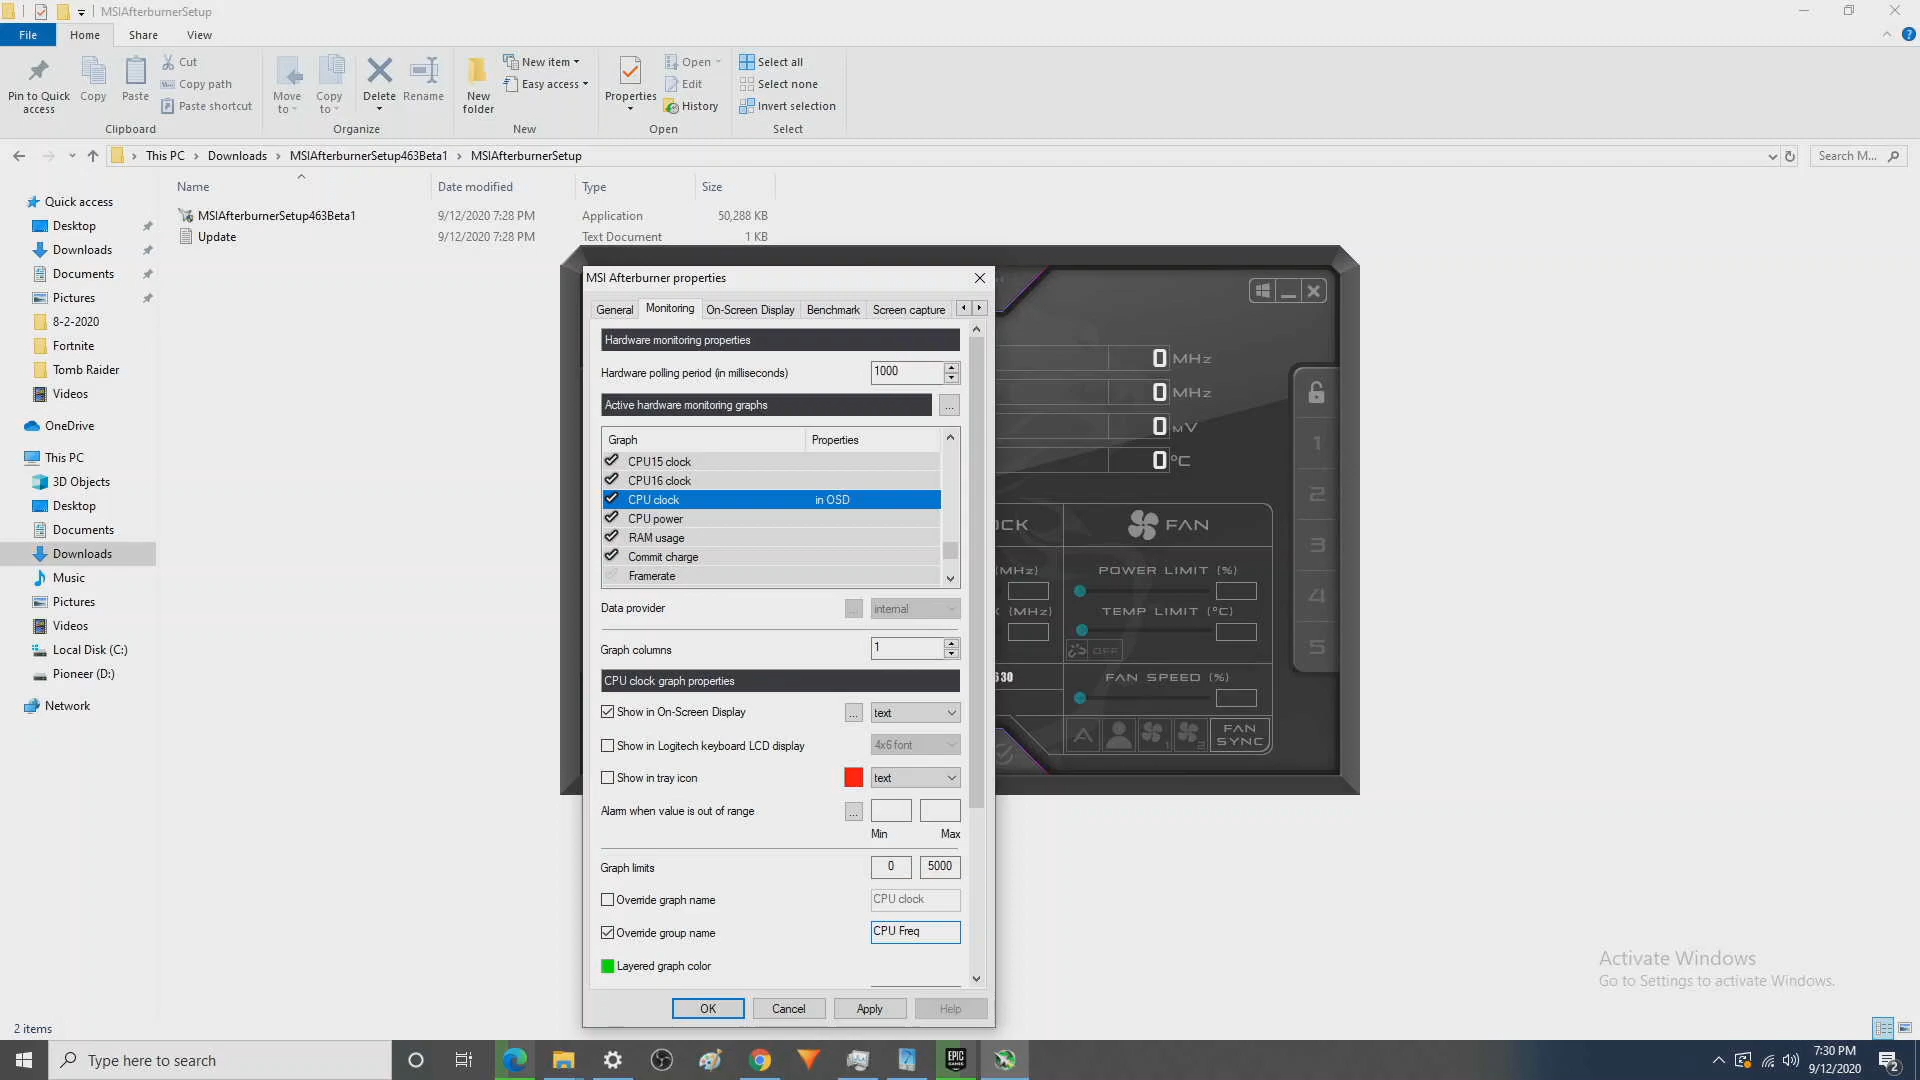 MSIAfterburnerSetup
File
Home
Share
View
Pin to Quick access
Copy
Paste
Cut
Copy path
Paste shortcut
Clipboard
Move to
Copy to
Delete
Rename
Organize
New folder
New item
Easy access
New
Properties
Open
Edit
History
Open
Select all
Select none
Invert selection
Select
This PC > Downloads > MSIAfterburnerSetup463Beta1 > MSIAfterburnerSetup
Search M...
Name Date modified Type Size
MSIAfterburnerSetup463Beta1 9/12/2020 7:28 PM Application 50,288 KB
Update 9/12/2020 7:28 PM Text Document 1 KB
Quick access
Desktop
Downloads
Documents
Pictures
8-2-2020
Fortnite
Tomb Raider
Videos
OneDrive
This PC
3D Objects
Desktop
Documents
Downloads
Music
Pictures
Videos
Local Disk (C:)
Pioneer (D:)
Network
2 items
MSI Afterburner properties
General Monitoring On-Screen Display Benchmark Screen capture
Hardware monitoring properties
Hardware polling period (in milliseconds) 1000
Active hardware monitoring graphs ...
Graph Properties
CPU15 clock
CPU16 clock
CPU clock in OSD
CPU power
RAM usage
Commit charge
Framerate
Data provider ... internal
Graph columns 1
CPU clock graph properties
Show in On-Screen Display ... text
Show in Logitech keyboard LCD display 4x6 font
Show in tray icon text
Alarm when value is out of range ...
Min Max
Graph limits 0 5000
Override graph name CPU clock
Override group name CPU Freq
Layered graph color
OK Cancel Apply Help
0 MHz
0 MHz
0 mV
0 °C
1
2
3
4
5
OCK
FAN
(MHz)
POWER LIMIT (%)
K (MHz)
TEMP LIMIT (°C)
OFF
630
FAN SPEED (%)
A
1
2
FAN SYNC
Activate Windows
Go to Settings to activate Windows.
Type here to search
EPIC GAMES
7:30 PM
9/12/2020
2